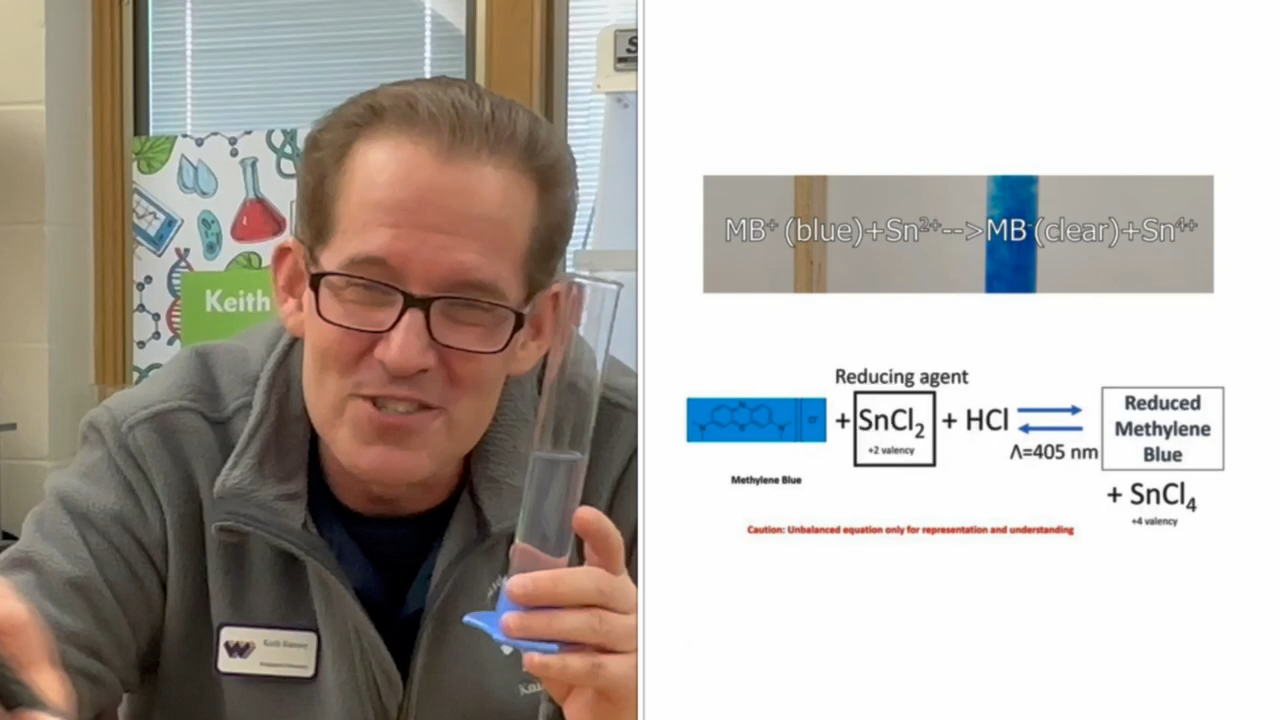 S
Keith
W
MB⁺ (blue)+Sn²⁺-->MB⁻(clear)+Sn⁴⁺
Reducing agent
+ SnCl₂ + HCl
+2 valency
Λ=405 nm
Reduced
Methylene
Blue
Methylene Blue
+ SnCl₄
+4 valency
Caution: Unbalanced equation only for representation and understanding